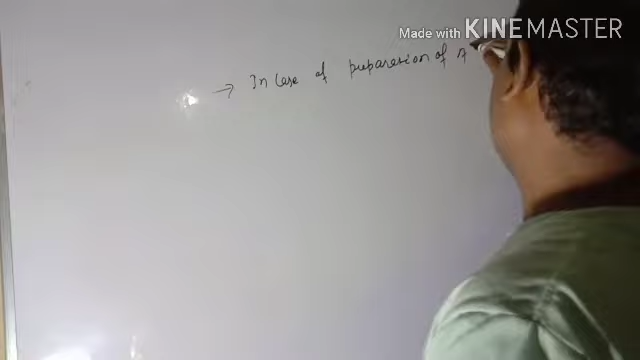 Made with KINEMASTER
→ In case of preparation of